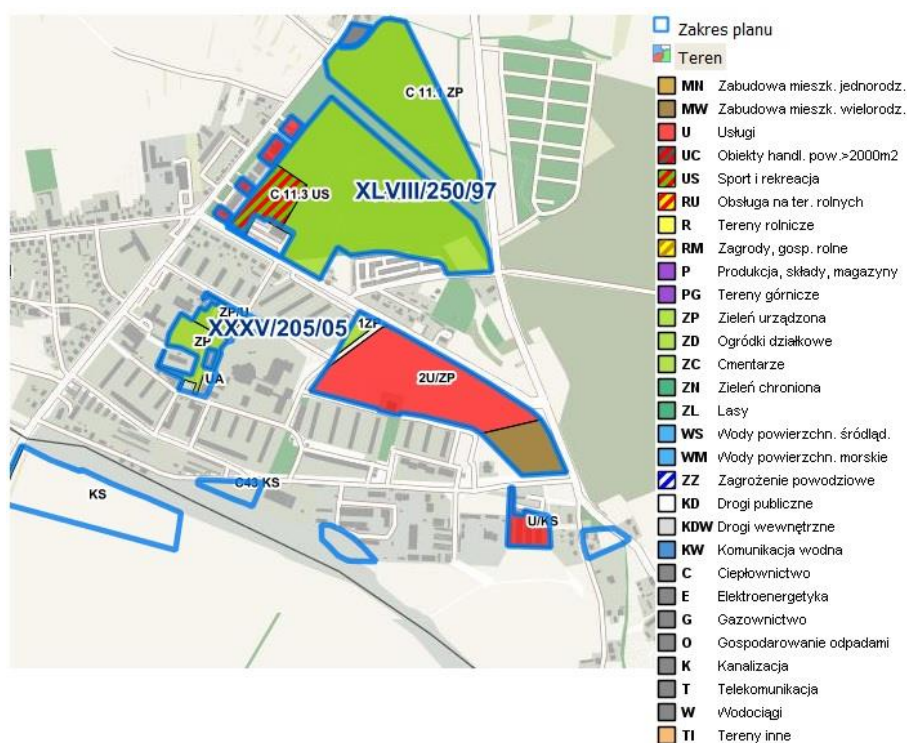 Zakres planu
Teren
MN Zabudowa mieszk. jednorodz.
MW Zabudowa mieszk. wielorodz.
U Usługi
UC Obiekty handl. pow.>2000m2
US Sport i rekreacja
RU Obsługa na ter. rolnych
R Tereny rolnicze
RM Zagrody, gosp. rolne
P Produkcja, składy, magazyny
PG Tereny górnicze
ZP Zieleń urządzona
ZD Ogródki działkowe
ZC Cmentarze
ZN Zieleń chroniona
ZL Lasy
WS Wody powierzchn. śródląd.
WM Wody powierzchn. morskie
ZZ Zagrożenie powodziowe
KD Drogi publiczne
KDW Drogi wewnętrzne
KW Komunikacja wodna
C Ciepłownictwo
E Elektroenergetyka
G Gazownictwo
O Gospodarowanie odpadami
K Kanalizacja
T Telekomunikacja
W Wodociągi
TI Tereny inne
C 11.1 ZP
C 11.3 US
XLVIII/250/97
ZP/U
XXXV/205/05
1ZP
ZP
UA
2U/ZP
C43 KS
KS
U/KS